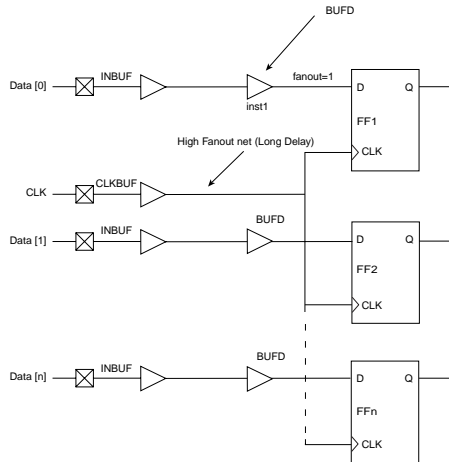 BUFD
Data [0]
INBUF
inst1
fanout=1
D
Q
FF1
CLK
High Fanout net (Long Delay)
CLK
CLKBUF
Data [1]
INBUF
BUFD
D
Q
FF2
CLK
Data [n]
INBUF
BUFD
D
Q
FFn
CLK